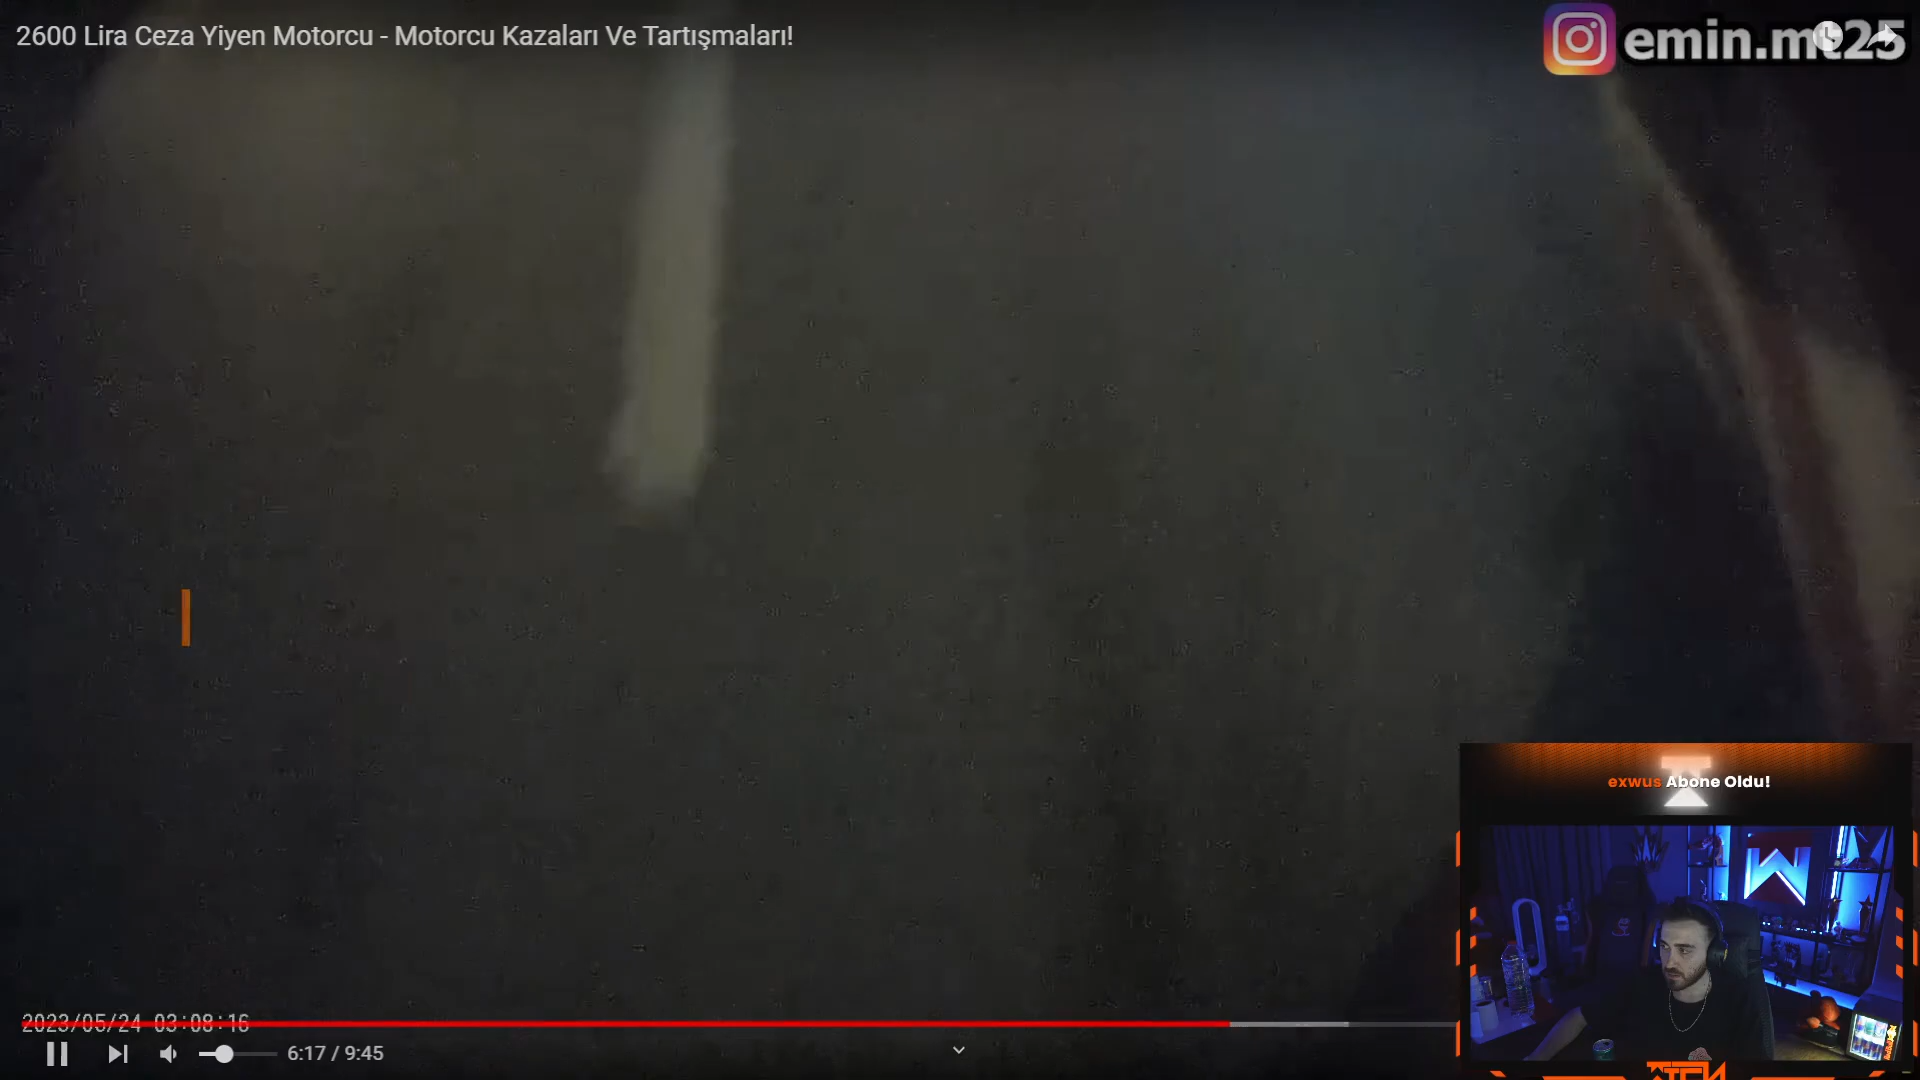 2600 Lira Ceza Yiyen Motorcu - Motorcu Kazaları Ve Tartışmaları!
emin.mt25
exwus Abone Oldu!
2023/05/24 03:08:16
6:17 / 9:45